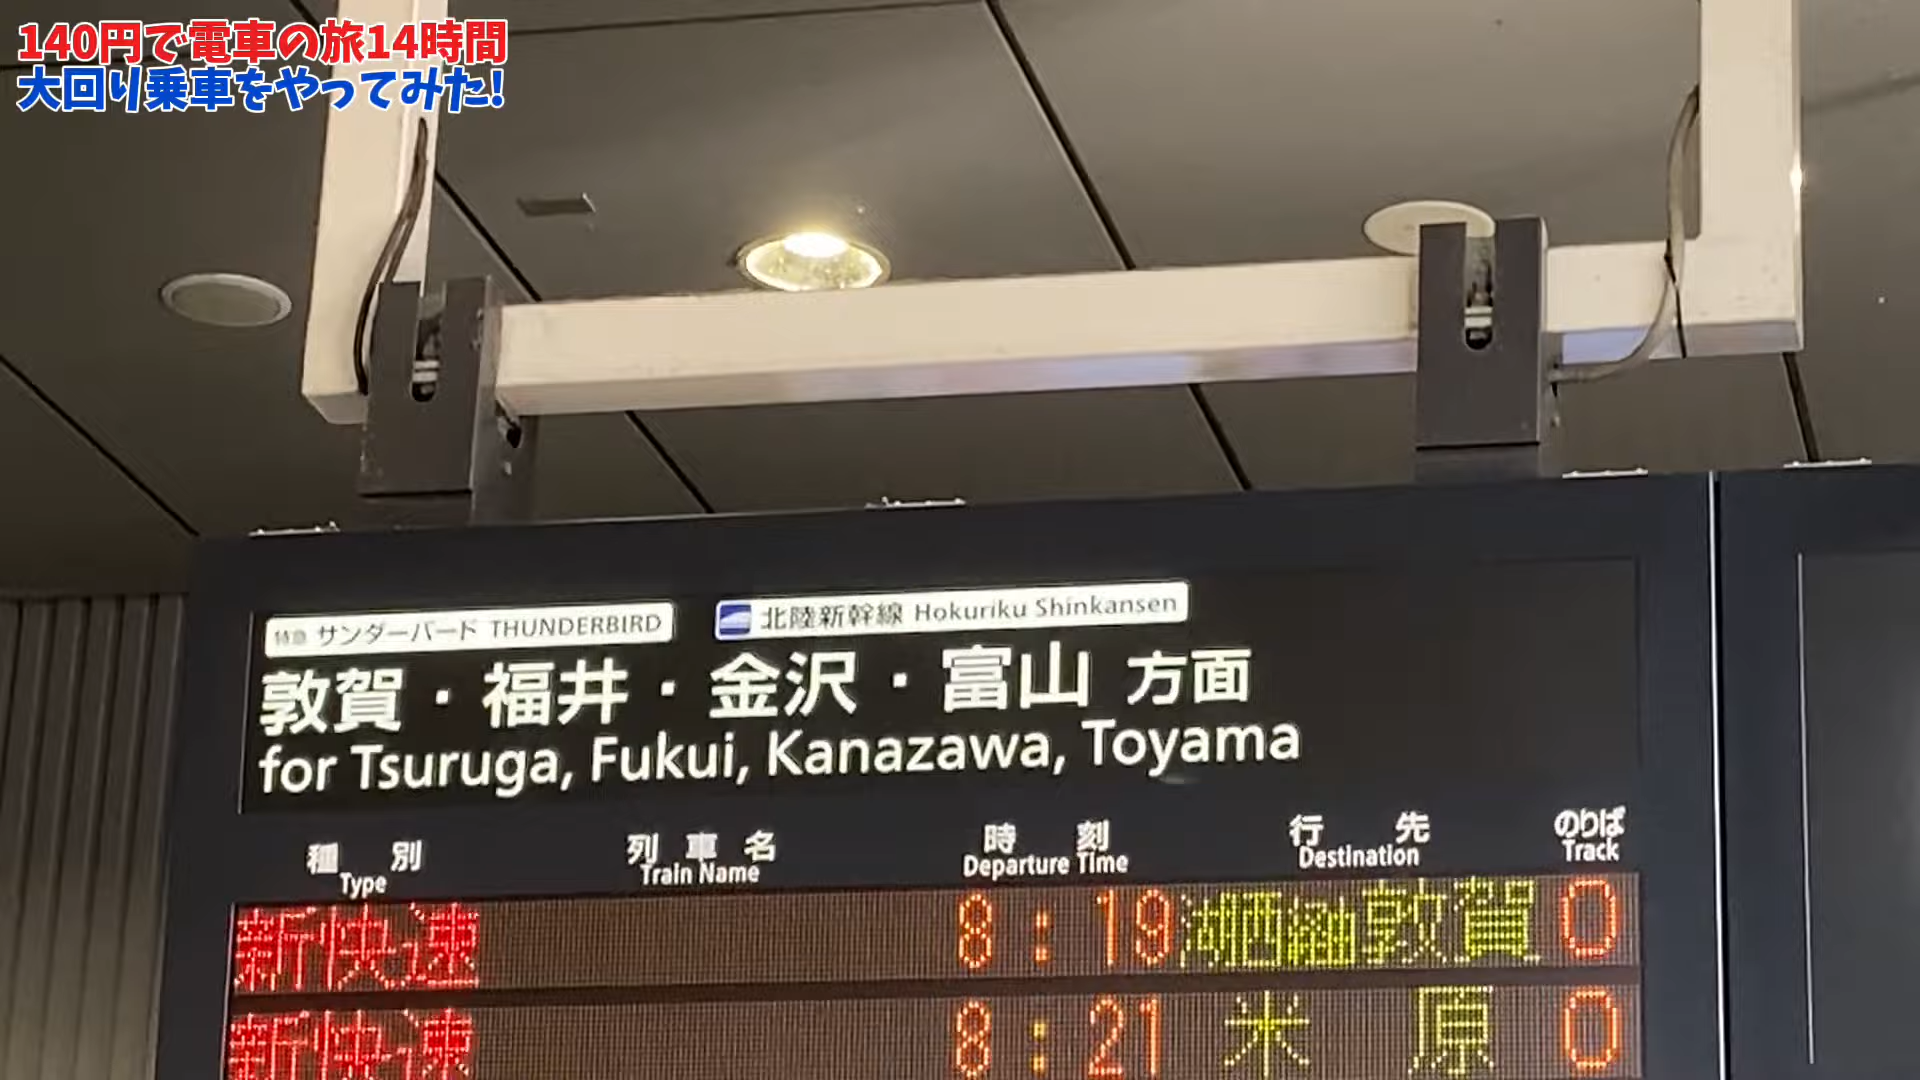 140円で電車の旅14時間
大回り乗車をやってみた!
特急 サンダーバード THUNDERBIRD
北陸新幹線 Hokuriku Shinkansen
敦賀・福井・金沢・富山 方面
for Tsuruga, Fukui, Kanazawa, Toyama
種別 列車名 時刻 行先 のりば
Type Train Name Departure Time Destination Track
新快速 8:19 湖西線経由敦賀 0
新快速 8:21 米原 0